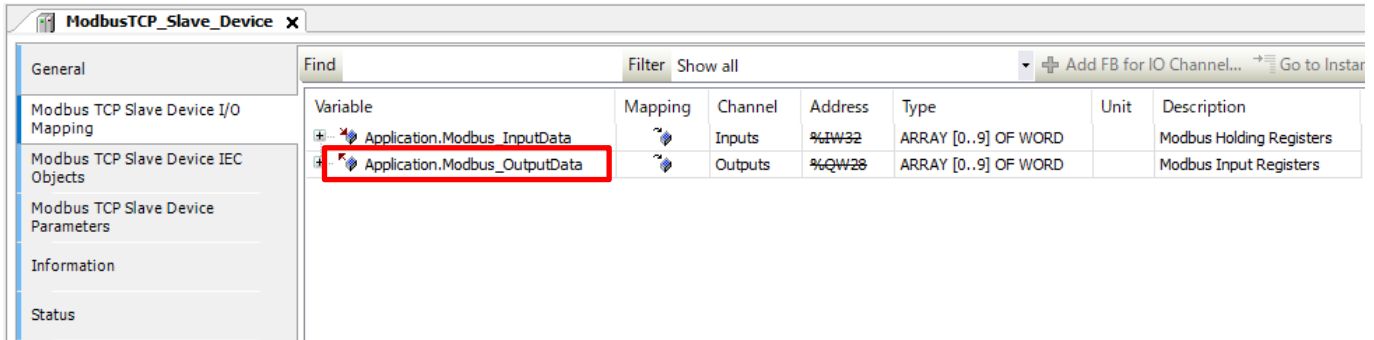 ModbusTCP_Slave_Device X
General
Find Filter Show all Add FB for IO Channel... Go to Instar
Modbus TCP Slave Device I/O
Mapping
Variable Mapping Channel Address Type Unit Description
Application.Modbus_InputData Inputs %IW32 ARRAY [0..9] OF WORD Modbus Holding Registers
Application.Modbus_OutputData Outputs %QW28 ARRAY [0..9] OF WORD Modbus Input Registers
Modbus TCP Slave Device IEC
Objects
Modbus TCP Slave Device
Parameters
Information
Status